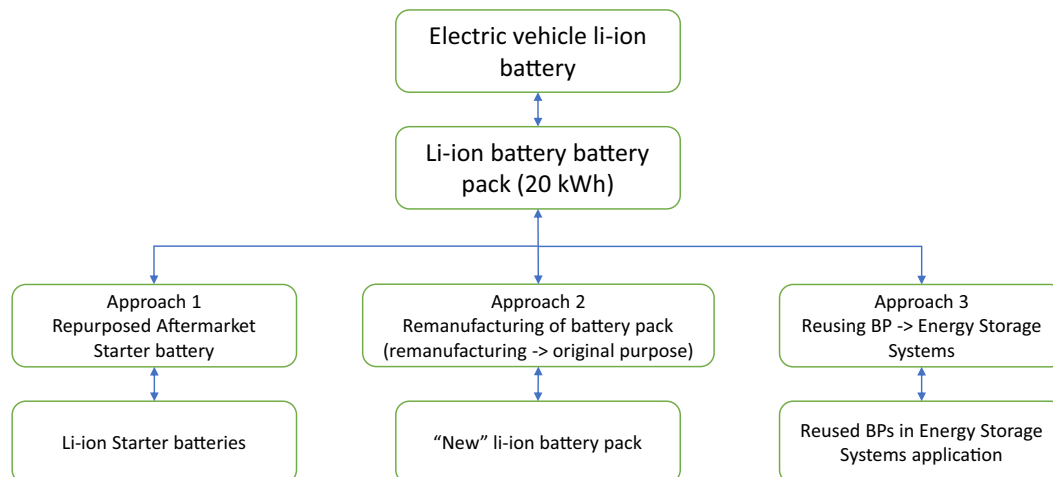 Electric vehicle li-ion
battery
Li-ion battery battery
pack (20 kWh)
Approach 1
Repurposed Aftermarket
Starter battery
Approach 2
Remanufacturing of battery pack
(remanufacturing -> original purpose)
Approach 3
Reusing BP -> Energy Storage
Systems
Li-ion Starter batteries
“New” li-ion battery pack
Reused BPs in Energy Storage
Systems application